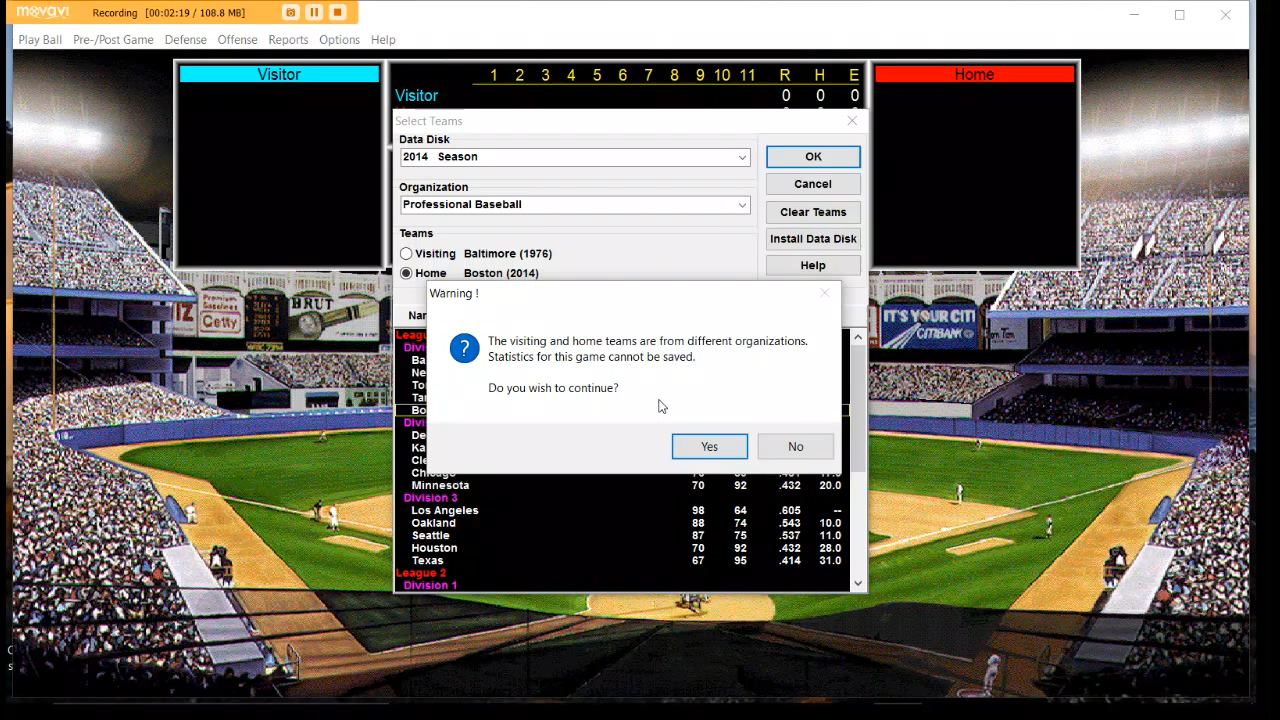 movavi Recording [00:02:19 / 108.8 MB]
Play Ball Pre-/Post Game Defense Offense Reports Options Help
Visitor
1 2 3 4 5 6 7 8 9 10 11 R H E
Home
Visitor 0 0 0
Select Teams
Data Disk
2014 Season
OK
Organization
Cancel
Professional Baseball
Clear Teams
Teams
Install Data Disk
Visiting Baltimore (1976)
Help
Home Boston (2014)
Warning !
Premium
BRUT
Getty
IT'S YOUR CITI
CITIBANK
The visiting and home teams are from different organizations.
Statistics for this game cannot be saved.
Do you wish to continue?
Yes No
Minnesota 70 92 .432 20.0
Division 3
Los Angeles 98 64 .605 --
Oakland 88 74 .543 10.0
Seattle 87 75 .537 11.0
Houston 70 92 .432 28.0
Texas 67 95 .414 31.0
League 2
Division 1